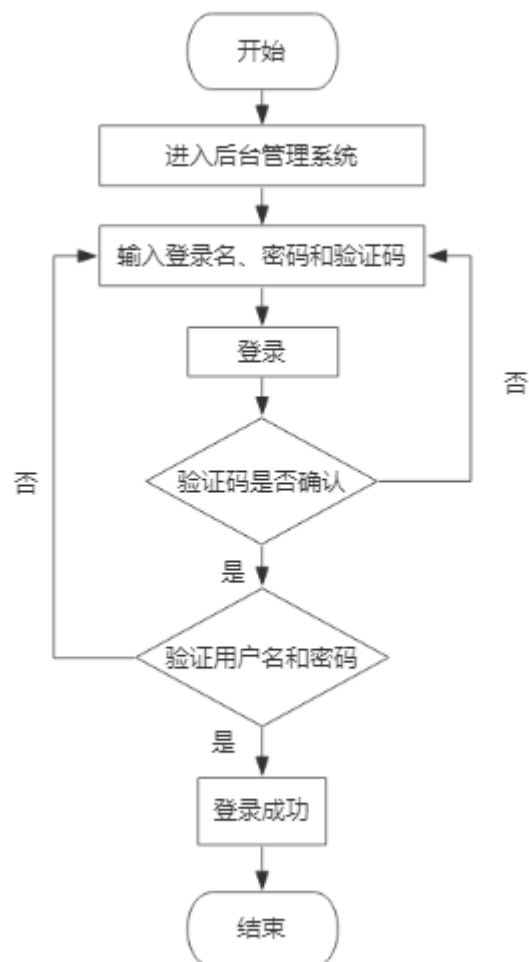 开始
进入后台管理系统
输入登录名、密码和验证码
登录
否
验证码是否确认
否
是
验证用户名和密码
是
登录成功
结束